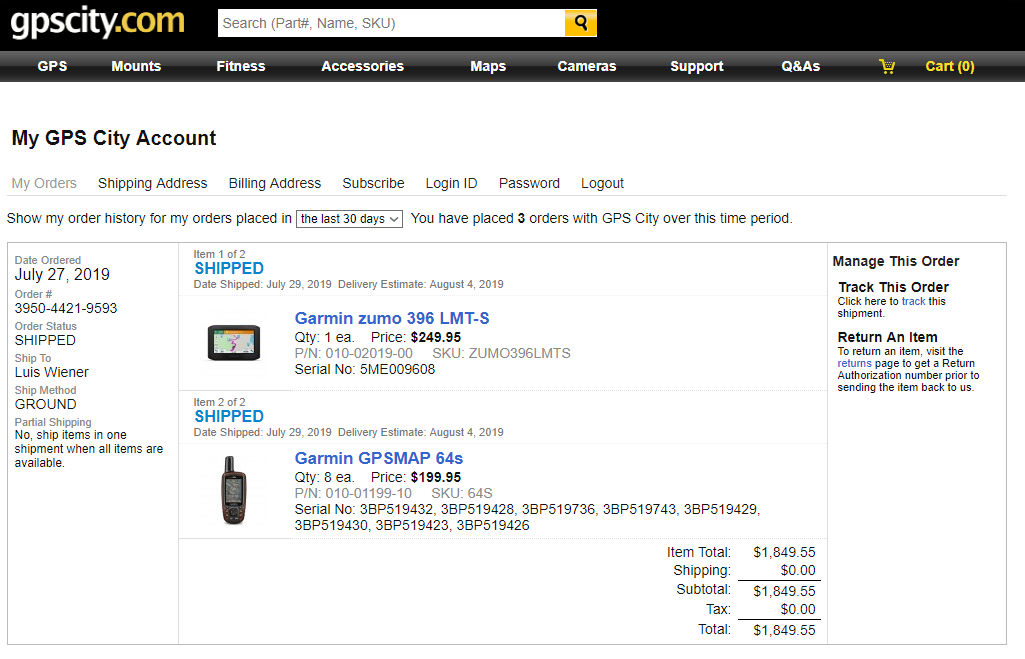 gpscity.com
Search (Part#, Name, SKU)
GPS Mounts Fitness Accessories Maps Cameras Support Q&As Cart (0)
My GPS City Account
My Orders Shipping Address Billing Address Subscribe Login ID Password Logout
Show my order history for my orders placed in the last 30 days You have placed 3 orders with GPS City over this time period.
Date Ordered
July 27, 2019
Order #
3950-4421-9593
Order Status
SHIPPED
Ship To
Luis Wiener
Ship Method
GROUND
Partial Shipping
No, ship items in one
shipment when all items are
available.
Item 1 of 2
SHIPPED
Date Shipped: July 29, 2019 Delivery Estimate: August 4, 2019
Garmin zumo 396 LMT-S
Qty: 1 ea. Price: $249.95
P/N: 010-02019-00 SKU: ZUMO396LMTS
Serial No: 5ME009608
Item 2 of 2
SHIPPED
Date Shipped: July 29, 2019 Delivery Estimate: August 4, 2019
Garmin GPSMAP 64s
Qty: 8 ea. Price: $199.95
P/N: 010-01199-10 SKU: 64S
Serial No: 3BP519432, 3BP519428, 3BP519736, 3BP519743, 3BP519429,
3BP519430, 3BP519423, 3BP519426
Item Total: $1,849.55
Shipping: $0.00
Subtotal: $1,849.55
Tax: $0.00
Total: $1,849.55
Manage This Order
Track This Order
Click here to track this
shipment.
Return An Item
To return an item, visit the
returns page to get a Return
Authorization number prior to
sending the item back to us.